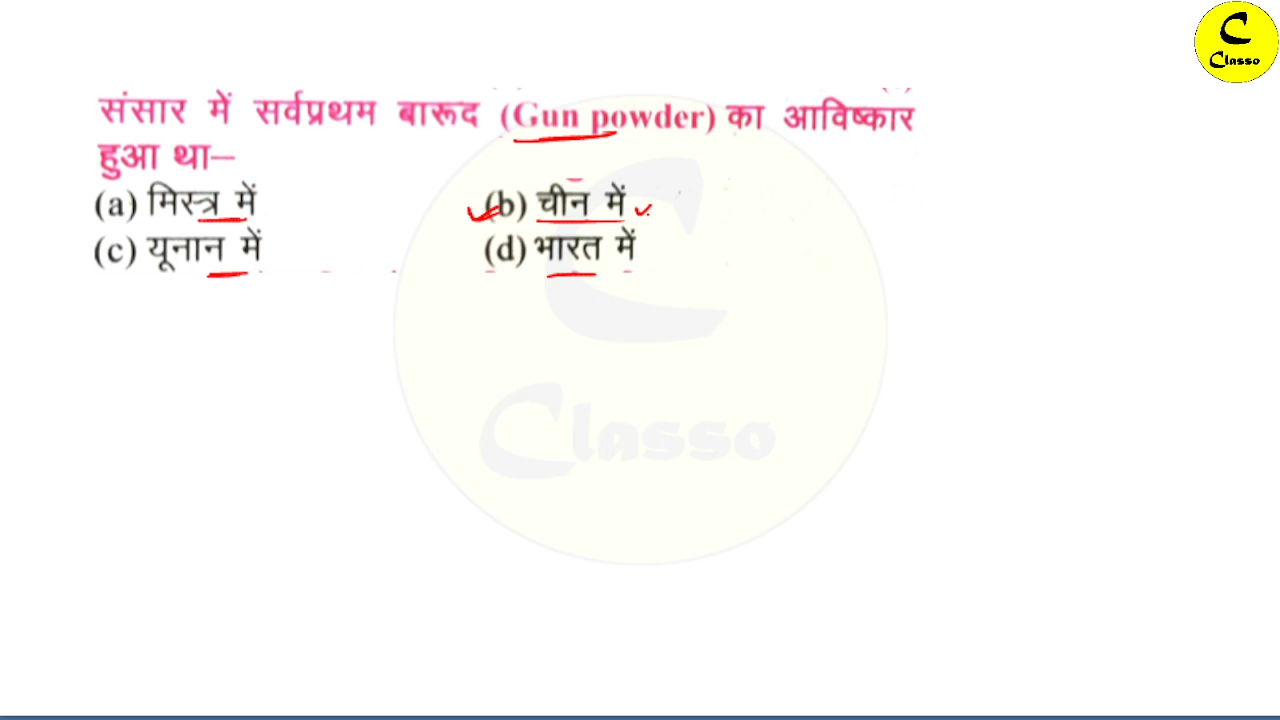 C
Classo
संसार में सर्वप्रथम बारूद (Gun powder) का आविष्कार
हुआ था–
(a) मिस्त्र में (b) चीन में
(c) यूनान में (d) भारत में
C
Classo